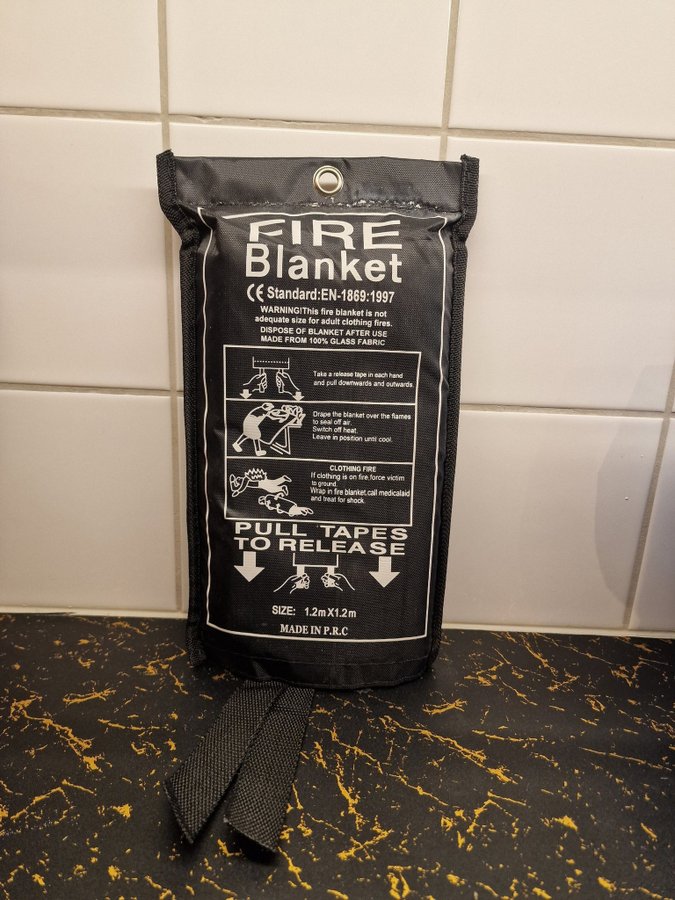 FIRE
Blanket
CE Standard:EN-1869:1997
WARNING!This fire blanket is not
adequate size for adult clothing fires.
DISPOSE OF BLANKET AFTER USE
MADE FROM 100% GLASS FABRIC
Take a release tape in each hand
and pull downwards and outwards.
Drape the blanket over the flames
to seal off air.
Switch off heat.
Leave in position until cool.
CLOTHING FIRE
If clothing is on fire,force victim
to ground.
Wrap in fire blanket,call medicalaid
and treat for shock.
PULL TAPES
TO RELEASE
SIZE: 1.2mX1.2m
MADE IN P.R.C